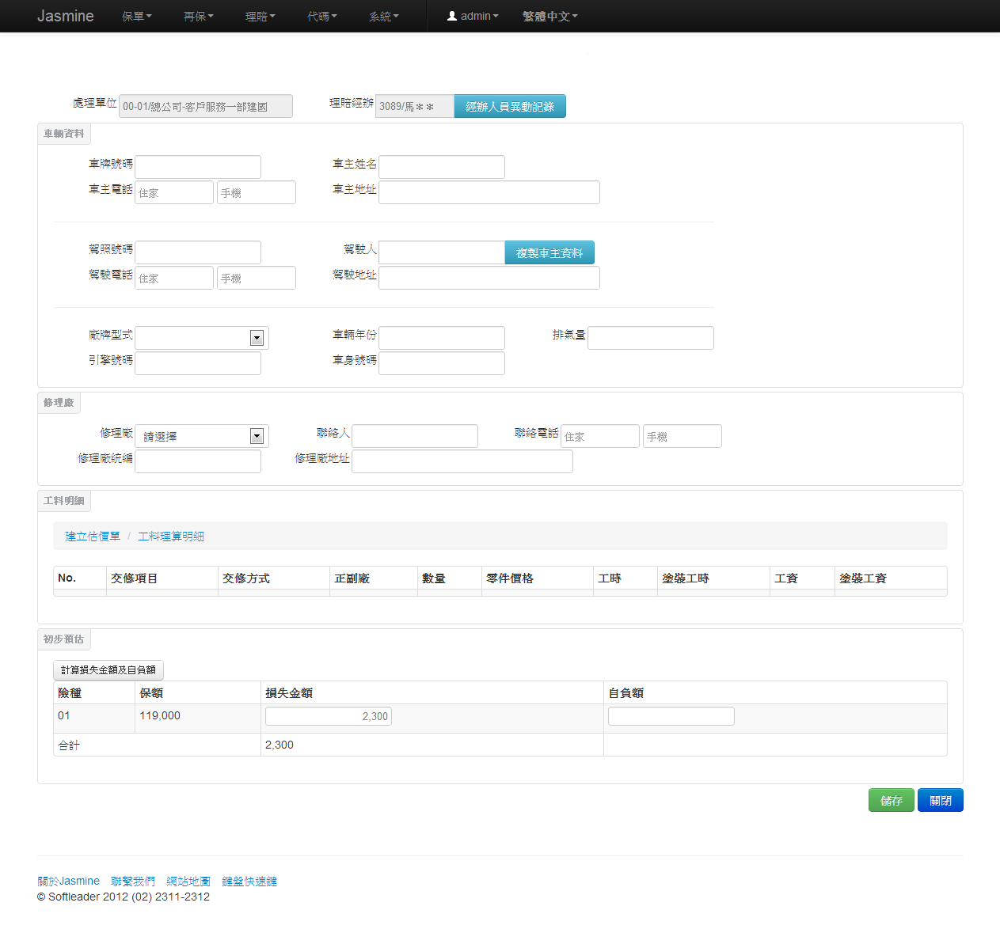 Jasmine 保單 再保 理賠 代碼 系統 admin 繁體中文
處理單位 00-01/總公司-客戶服務一部建國 理賠經辦 3089/馬＊＊ 經辦人員異動記錄
車輛資料
車牌號碼 車主姓名
車主電話 住家 手機 車主地址
駕照號碼 駕駛人 複製車主資料
駕駛電話 住家 手機 駕駛地址
廠牌型式 車輛年份 排氣量
引擎號碼 車身號碼
修理廠
修理廠 請選擇 聯絡人 聯絡電話 住家 手機
修理廠統編 修理廠地址
工料明細
建立估價單 / 工料理算明細
No. 交修項目 交修方式 正副廠 數量 零件價格 工時 塗裝工時 工資 塗裝工資
初步預估
計算損失金額及自負額
險種 保額 損失金額 自負額
01 119,000 2,300
合計 2,300
儲存 關閉
關於Jasmine 聯繫我們 網站地圖 鍵盤快速鍵
© Softleader 2012 (02) 2311-2312